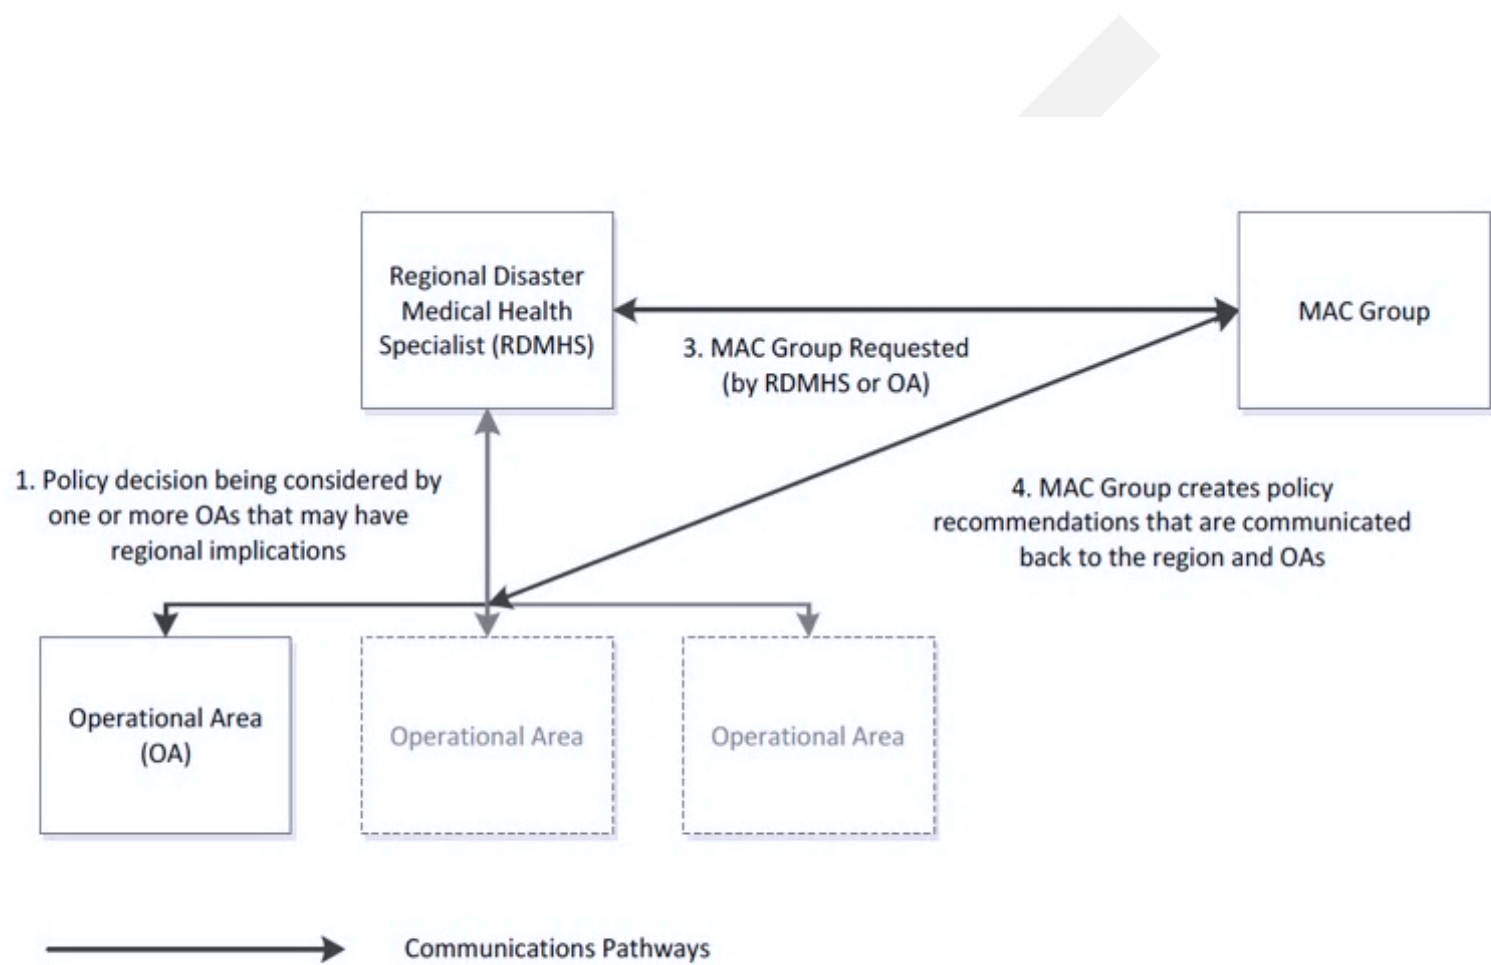 Regional Disaster
Medical Health
Specialist (RDMHS)
MAC Group
3. MAC Group Requested
(by RDMHS or OA)
1. Policy decision being considered by
one or more OAs that may have
regional implications
4. MAC Group creates policy
recommendations that are communicated
back to the region and OAs
Operational Area
(OA)
Operational Area
Operational Area
Communications Pathways